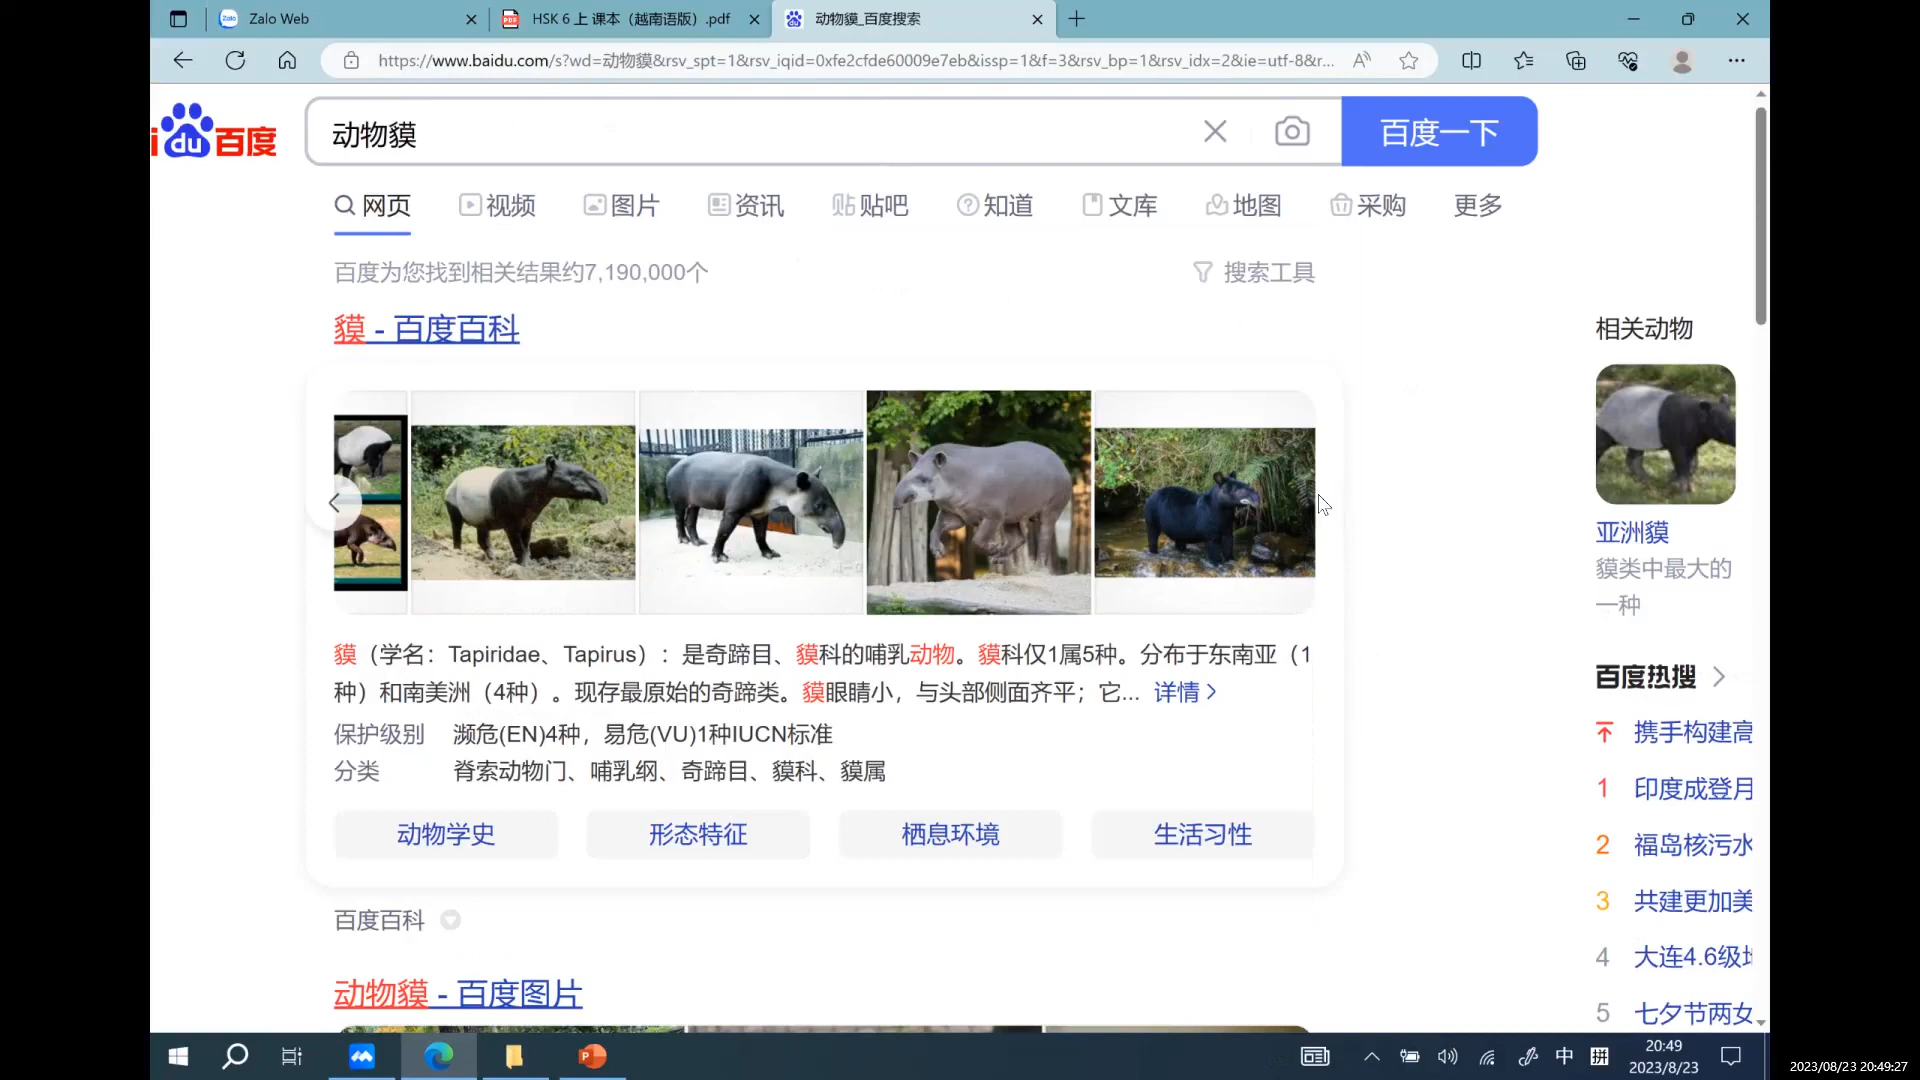 Zalo Web
HSK 6 上 课本（越南语版）.pdf
动物貘_百度搜索
https://www.baidu.com/s?wd=动物貘&rsv_spt=1&rsv_iqid=0xfe2cfde60009e7eb&issp=1&f=3&rsv_bp=1&rsv_idx=2&ie=utf-8&r...
du百度
动物貘
百度一下
网页
视频
图片
资讯
贴吧
知道
文库
地图
采购
更多
百度为您找到相关结果约7,190,000个
搜索工具
貘 - 百度百科
貘（学名：Tapiridae、Tapirus）：是奇蹄目、貘科的哺乳动物。貘科仅1属5种。分布于东南亚（1
种）和南美洲（4种）。现存最原始的奇蹄类。貘眼睛小，与头部侧面齐平；它... 详情
保护级别 濒危(EN)4种，易危(VU)1种IUCN标准
分类 脊索动物门、哺乳纲、奇蹄目、貘科、貘属
动物学史
形态特征
栖息环境
生活习性
百度百科
动物貘 - 百度图片
相关动物
亚洲貘
貘类中最大的
一种
百度热搜
携手构建高
1 印度成登月
2 福岛核污水
3 共建更加美
4 大连4.6级地
5 七夕节两女
中
拼
20:49
2023/8/23
2023/08/23 20:49:27